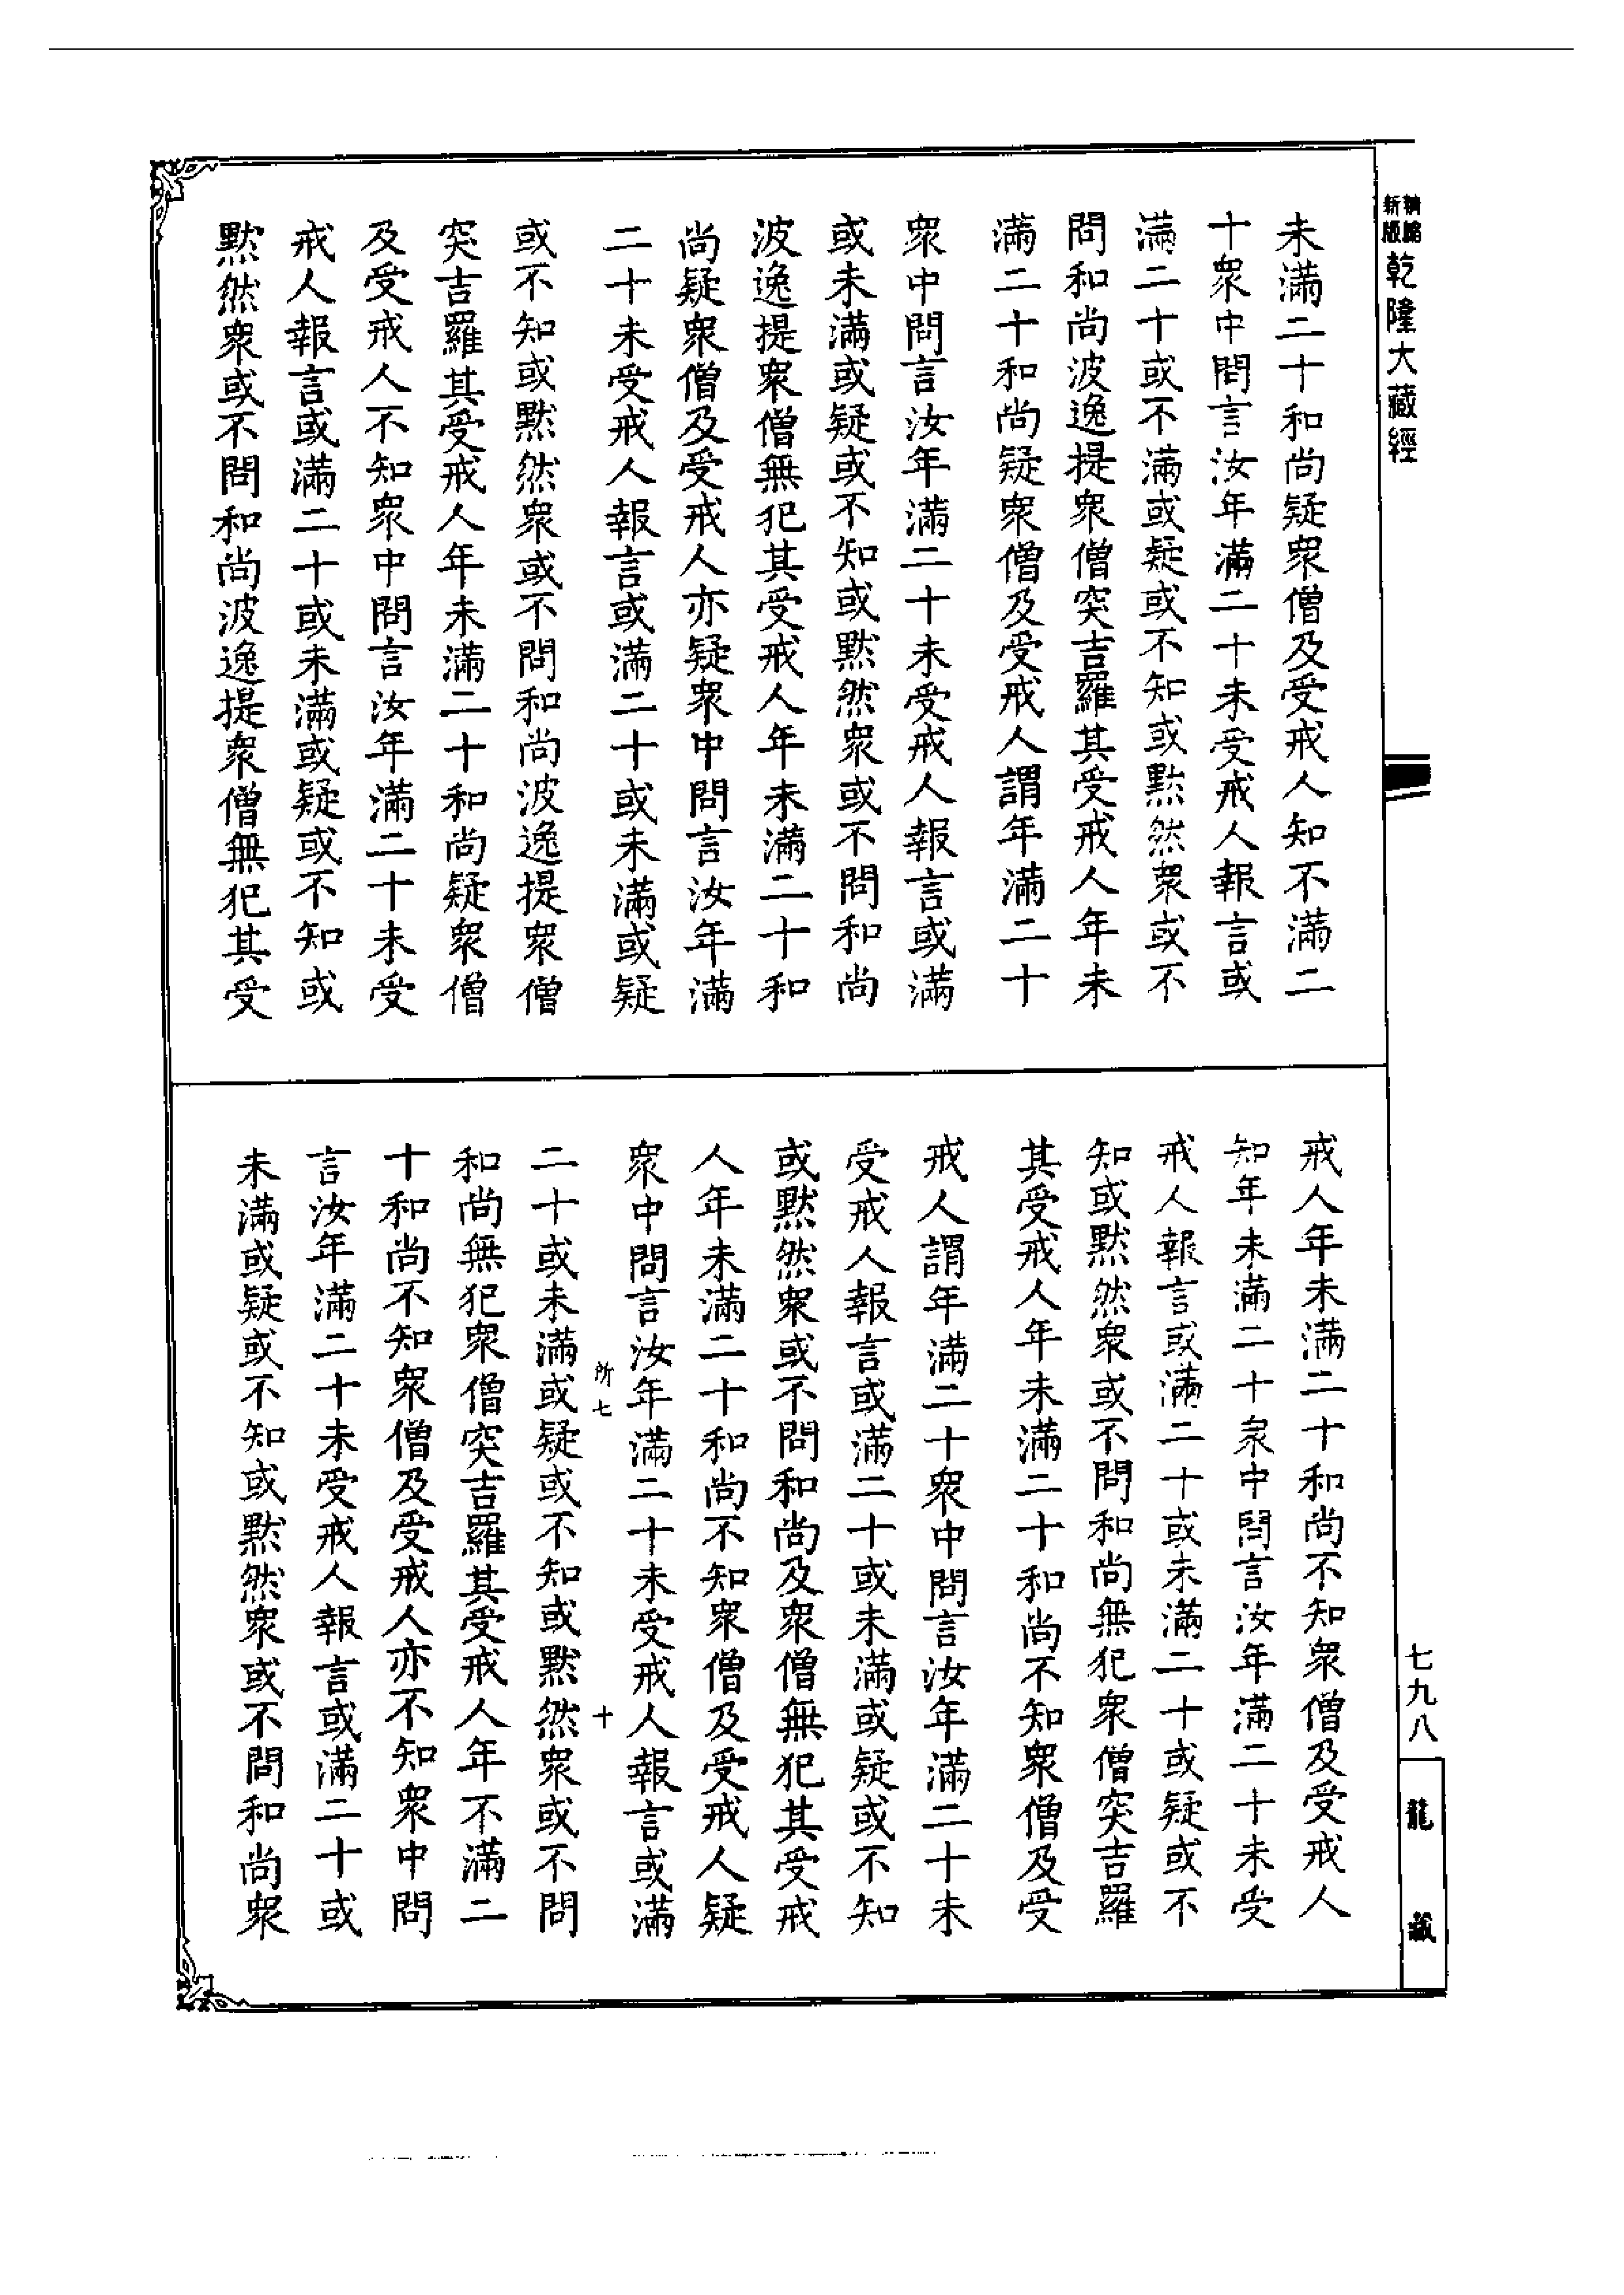 新版精縮乾隆大藏經
未滿二十和尚疑衆僧及受戒人知不滿二
十衆中問言汝年滿二十未受戒人報言或
滿二十或不滿或疑或不知或默然衆或不
問和尚波逸提衆僧突吉羅其受戒人年未
滿二十和尚疑衆僧及受戒人謂年滿二十
衆中問言汝年滿二十未受戒人報言或滿
或未滿或疑或不知或默然衆或不問和尚
波逸提衆僧無犯其受戒人年未滿二十和
尚疑衆僧及受戒人亦疑衆中問言汝年滿
二十未受戒人報言或滿二十或未滿或疑
或不知或默然衆或不問和尚波逸提衆僧
突吉羅其受戒人年未滿二十和尚疑衆僧
及受戒人不知衆中問言汝年滿二十未受
戒人報言或滿二十或未滿或疑或不知或
默然衆或不問和尚波逸提衆僧無犯其受
戒人年未滿二十和尚不知衆僧及受戒人
知年未滿二十衆中問言汝年滿二十未受
戒人報言或滿二十或未滿二十或疑或不
知或默然衆或不問和尚無犯衆僧突吉羅
其受戒人年未滿二十和尚不知衆僧及受
戒人謂年滿二十衆中問言汝年滿二十未
受戒人報言或滿二十或未滿或疑或不知
或默然衆或不問和尚及衆僧無犯其受戒
人年未滿二十和尚不知衆僧及受戒人疑
衆中問言汝年滿二十未受戒人報言或滿
所七 十
二十或未滿或疑或不知或默然衆或不問
和尚無犯衆僧突吉羅其受戒人年不滿二
十和尚不知衆僧及受戒人亦不知衆中問
言汝年滿二十未受戒人報言或滿二十或
未滿或疑或不知或默然衆或不問和尚衆
七九八
龍藏